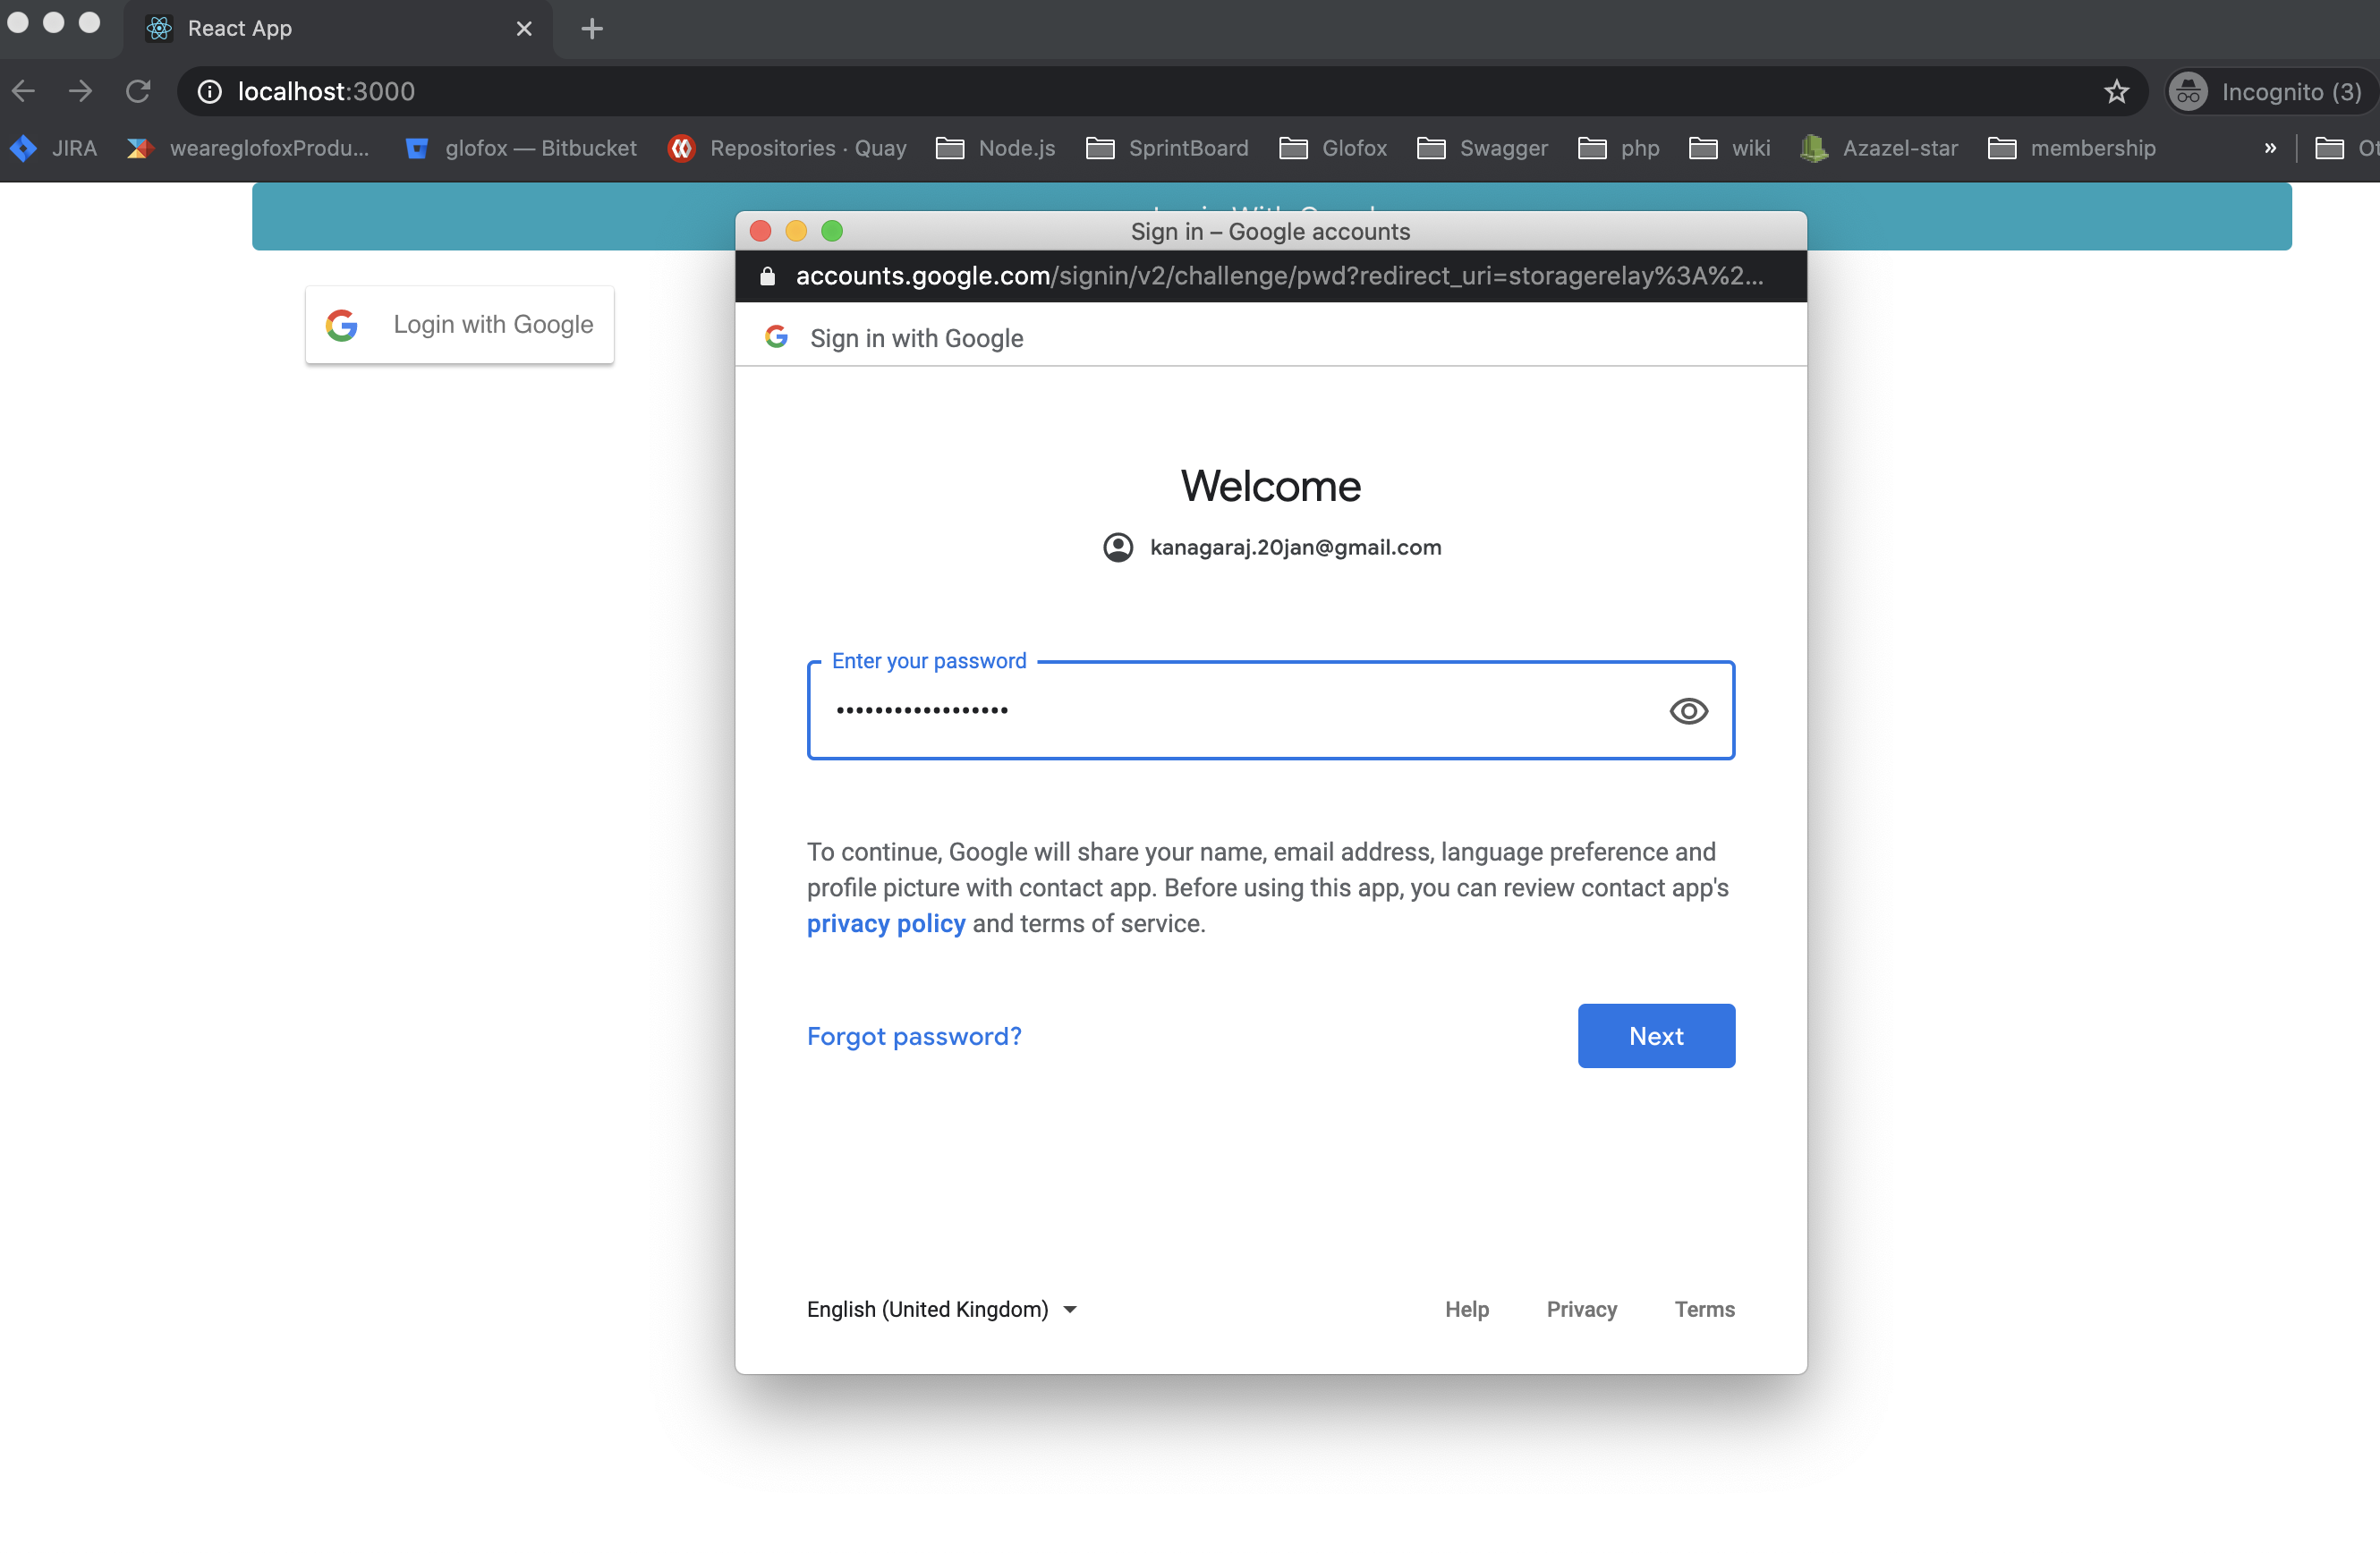 React App
localhost:3000
Incognito (3)
JIRA
weareglofoxProdu...
glofox — Bitbucket
Repositories · Quay
Node.js
SprintBoard
Glofox
Swagger
php
wiki
Azazel-star
membership
»
Sign in – Google accounts
accounts.google.com/signin/v2/challenge/pwd?redirect_uri=storagerelay%3A%2...
Login with Google
Sign in with Google
Welcome
kanagaraj.20jan@gmail.com
Enter your password
••••••••••••••••••
To continue, Google will share your name, email address, language preference and
profile picture with contact app. Before using this app, you can review contact app's
privacy policy and terms of service.
Forgot password?
Next
English (United Kingdom)
Help
Privacy
Terms